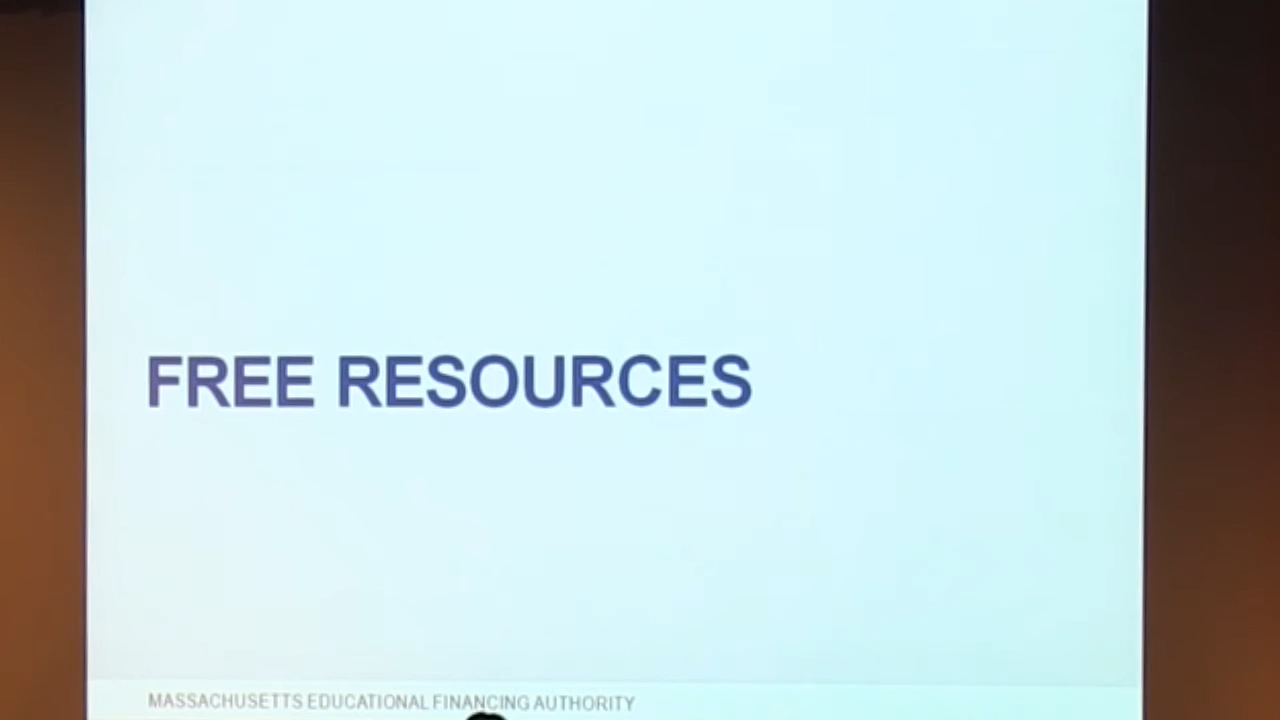 FREE RESOURCES
MASSACHUSETTS EDUCATIONAL FINANCING AUTHORITY